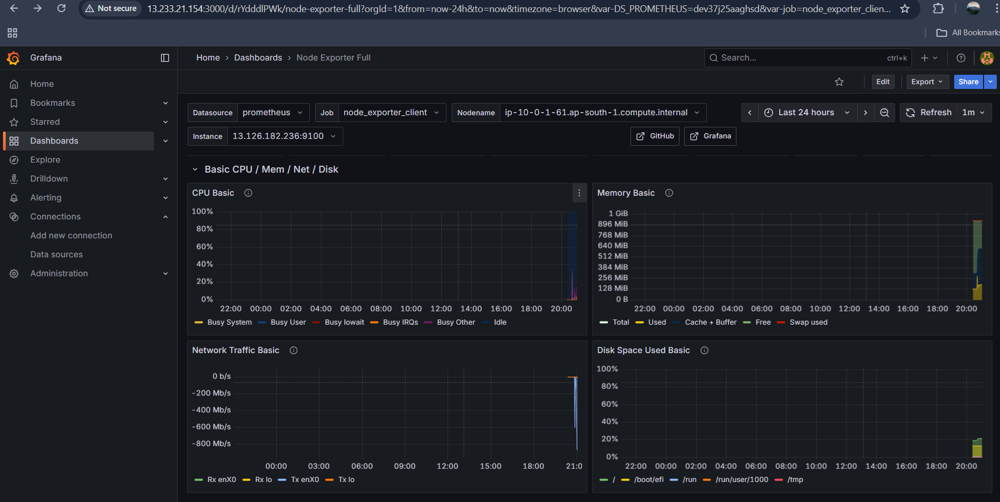 Not secure 13.233.21.154:3000/d/rYdddlPWk/node-exporter-full?orgId=1&from=now-24h&to=now&timezone=browser&var-DS_PROMETHEUS=dev37j25aaghsd&var-job=node_exporter_clien...
All Bookmarks
Grafana
Home › Dashboards › Node Exporter Full
Search... ctrl+k
Edit Export Share
Home
Bookmarks
Starred
Dashboards
Explore
Drilldown
Alerting
Connections
Add new connection
Data sources
Administration
Datasource prometheus Job node_exporter_client Nodename ip-10-0-1-61.ap-south-1.compute.internal
Last 24 hours Refresh 1m
Instance 13.126.182.236:9100 GitHub Grafana
Basic CPU / Mem / Net / Disk
CPU Basic
100%
80%
60%
40%
20%
0%
22:00 00:00 02:00 04:00 06:00 08:00 10:00 12:00 14:00 16:00 18:00 20:00
Busy System Busy User Busy Iowait Busy IRQs Busy Other Idle
Memory Basic
1 GiB
896 MiB
768 MiB
640 MiB
512 MiB
384 MiB
256 MiB
128 MiB
0 B
22:00 00:00 02:00 04:00 06:00 08:00 10:00 12:00 14:00 16:00 18:00 20:00
Total Used Cache + Buffer Free Swap used
Network Traffic Basic
0 b/s
-200 Mb/s
-400 Mb/s
-600 Mb/s
-800 Mb/s
00:00 03:00 06:00 09:00 12:00 15:00 18:00 21:0
Rx enX0 Rx lo Tx enX0 Tx lo
Disk Space Used Basic
100%
80%
60%
40%
20%
0%
22:00 00:00 02:00 04:00 06:00 08:00 10:00 12:00 14:00 16:00 18:00 20:00
/ /boot/efi /run /run/user/1000 /tmp